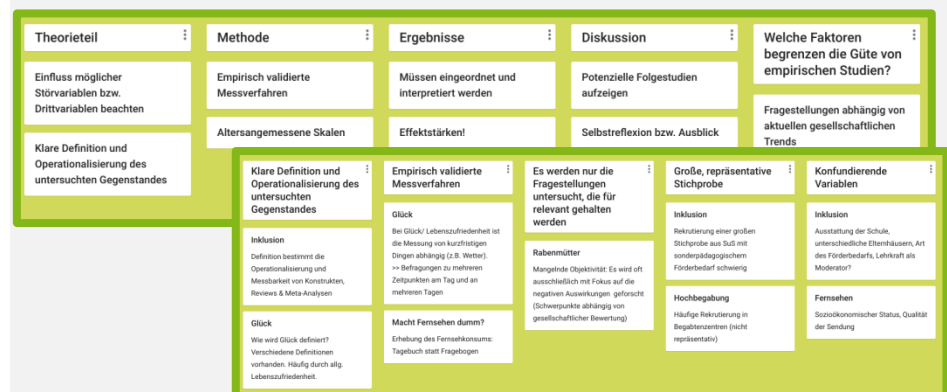 Theorieteil
Einfluss möglicher
Störvariablen bzw.
Drittvariablen beachten
Klare Definition und
Operationalisierung des
untersuchten Gegenstandes
Methode
Empirisch validierte
Messverfahren
Altersangemessene Skalen
Ergebnisse
Müssen eingeordnet und
interpretiert werden
Effektstärken!
Diskussion
Potenzielle Folgestudien
aufzeigen
Selbstreflexion bzw. Ausblick
Welche Faktoren
begrenzen die Güte von
empirischen Studien?
Fragestellungen abhängig von
aktuellen gesellschaftlichen
Trends
Klare Definition und
Operationalisierung des
untersuchten
Gegenstandes
Inklusion
Definition bestimmt die
Operationalisierung und
Messbarkeit von Konstrukten,
Reviews & Meta-Analysen
Glück
Wie wird Glück definiert?
Verschiedene Definitionen
vorhanden. Häufig durch allg.
Lebenszufriedenheit.
Empirisch validierte
Messverfahren
Glück
Bei Glück/ Lebenszufriedenheit ist
die Messung von kurzfristigen
Dingen abhängig (z.B. Wetter).
>> Befragungen zu mehreren
Zeitpunkten am Tag und an
mehreren Tagen
Macht Fernsehen dumm?
Erhebung des Fernsehkonsums:
Tagebuch statt Fragebogen
Es werden nur die
Fragestellungen
untersucht, die für
relevant gehalten
werden
Rabenmütter
Mangelnde Objektivität: Es wird oft
ausschließlich mit Fokus auf die
negativen Auswirkungen geforscht
(Schwerpunkte abhängig von
gesellschaftlicher Bewertung)
Große, repräsentative
Stichprobe
Inklusion
Rekrutierung einer großen
Stichprobe aus SuS mit
sonderpädagogischem
Förderbedarf schwierig
Hochbegabung
Häufige Rekrutierung in
Begabtenzentren (nicht
repräsentativ)
Konfundierende
Variablen
Inklusion
Ausstattung der Schule,
unterschiedliche Elternhäusern, Art
des Förderbedarfs, Lehrkraft als
Moderator?
Fernsehen
Sozioökonomischer Status, Qualität
der Sendung